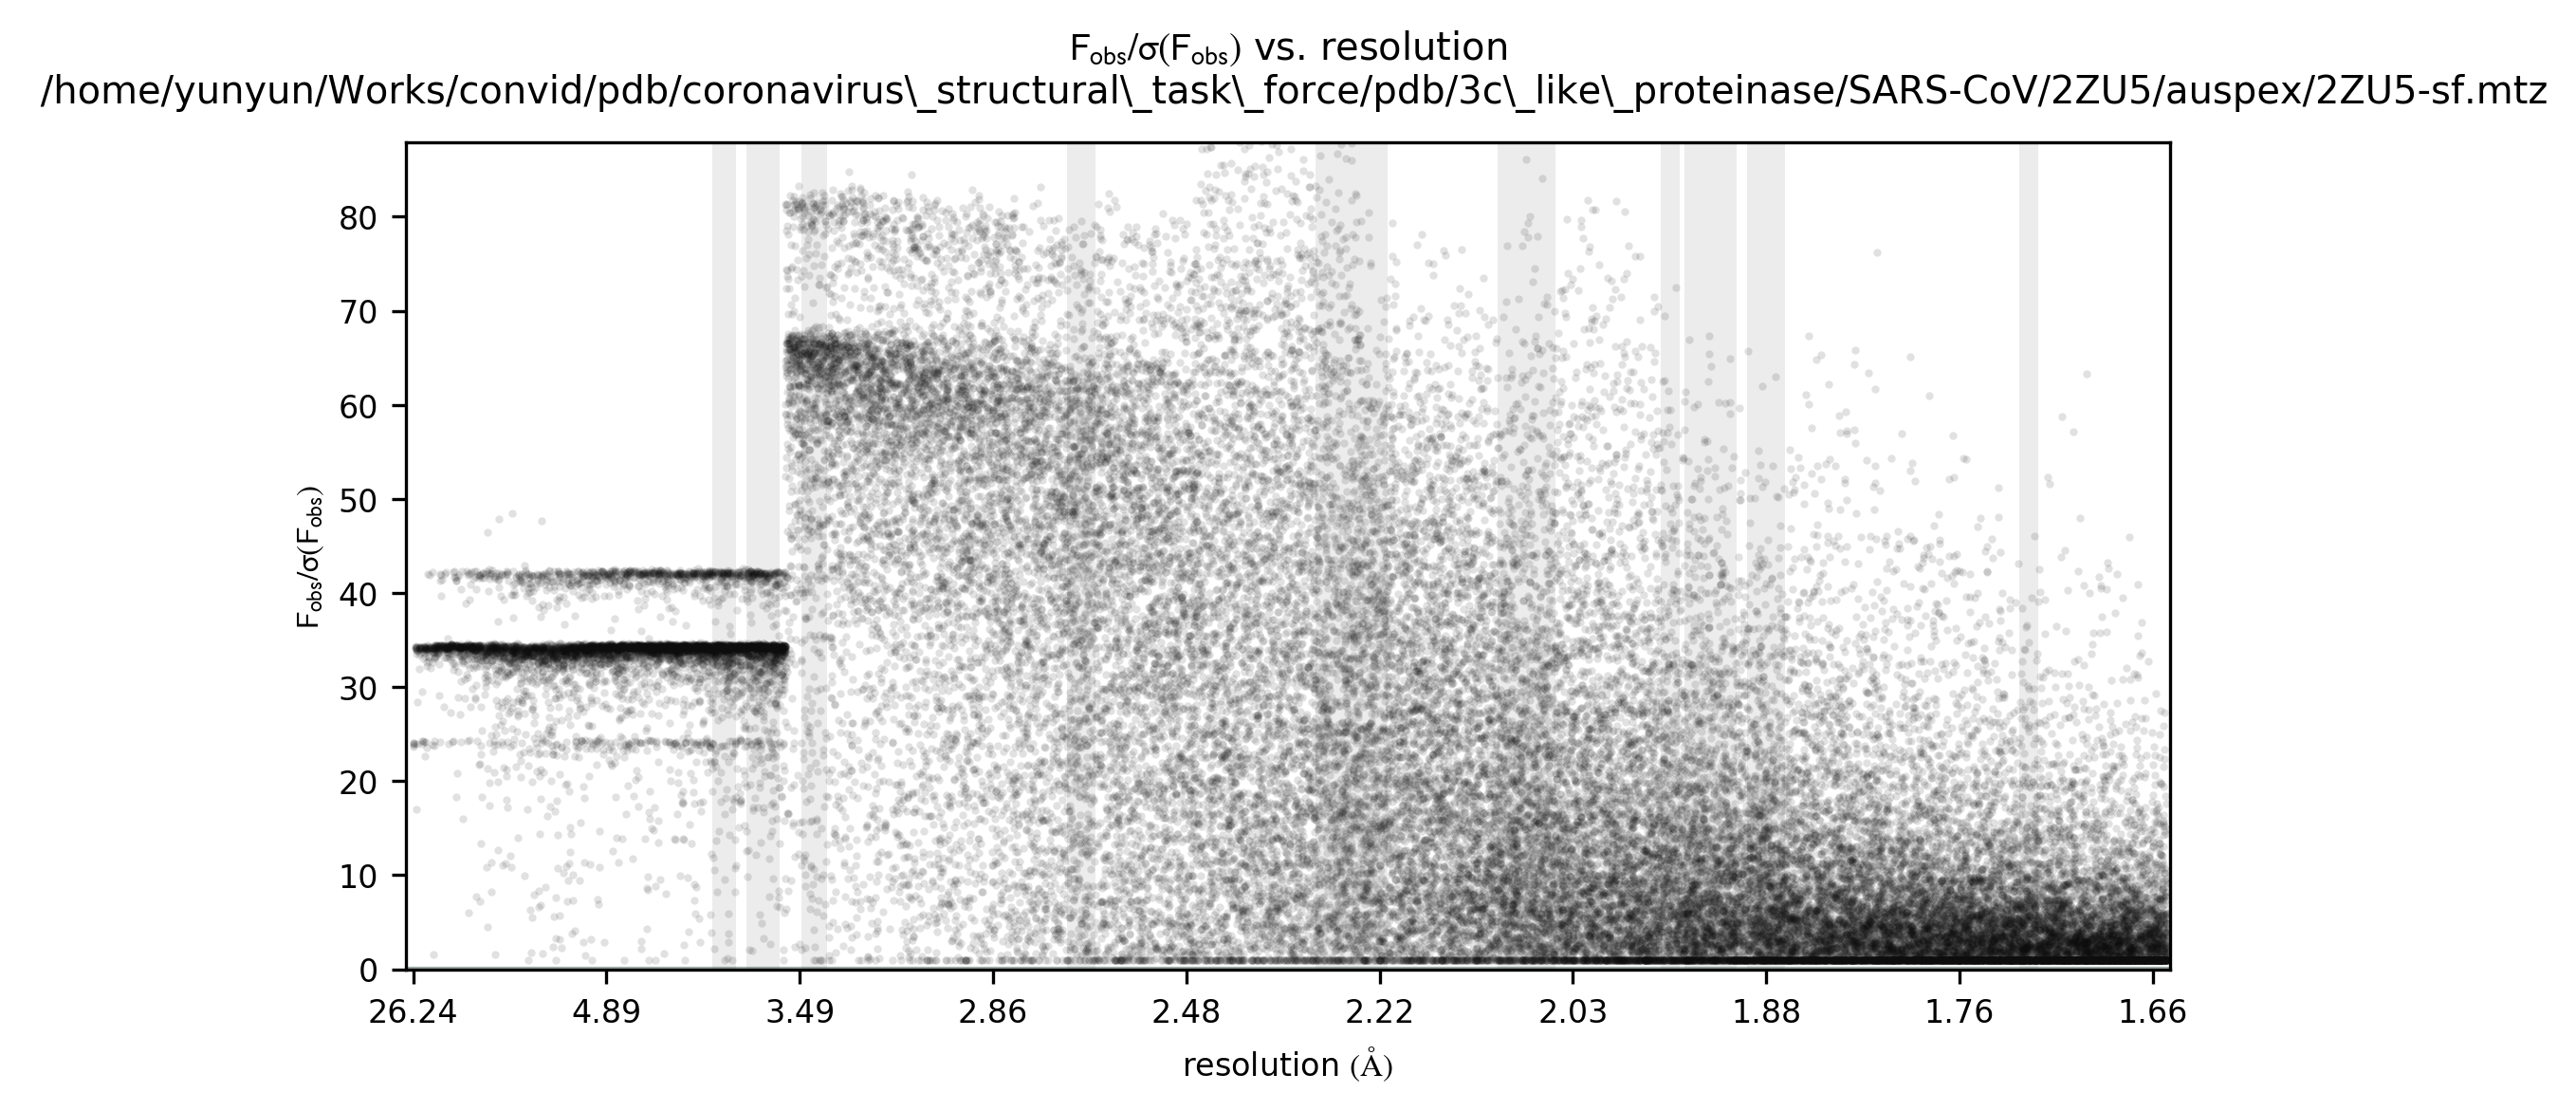 Fobs/σ(Fobs) vs. resolution
/home/yunyun/Works/convid/pdb/coronavirus\_structural\_task\_force/pdb/3c\_like\_proteinase/SARS-CoV/2ZU5/auspex/2ZU5-sf.mtz
80
70
60
50
40
30
20
10
0
Fobs/σ(Fobs)
26.24 4.89 3.49 2.86 2.48 2.22 2.03 1.88 1.76 1.66
resolution (Å)